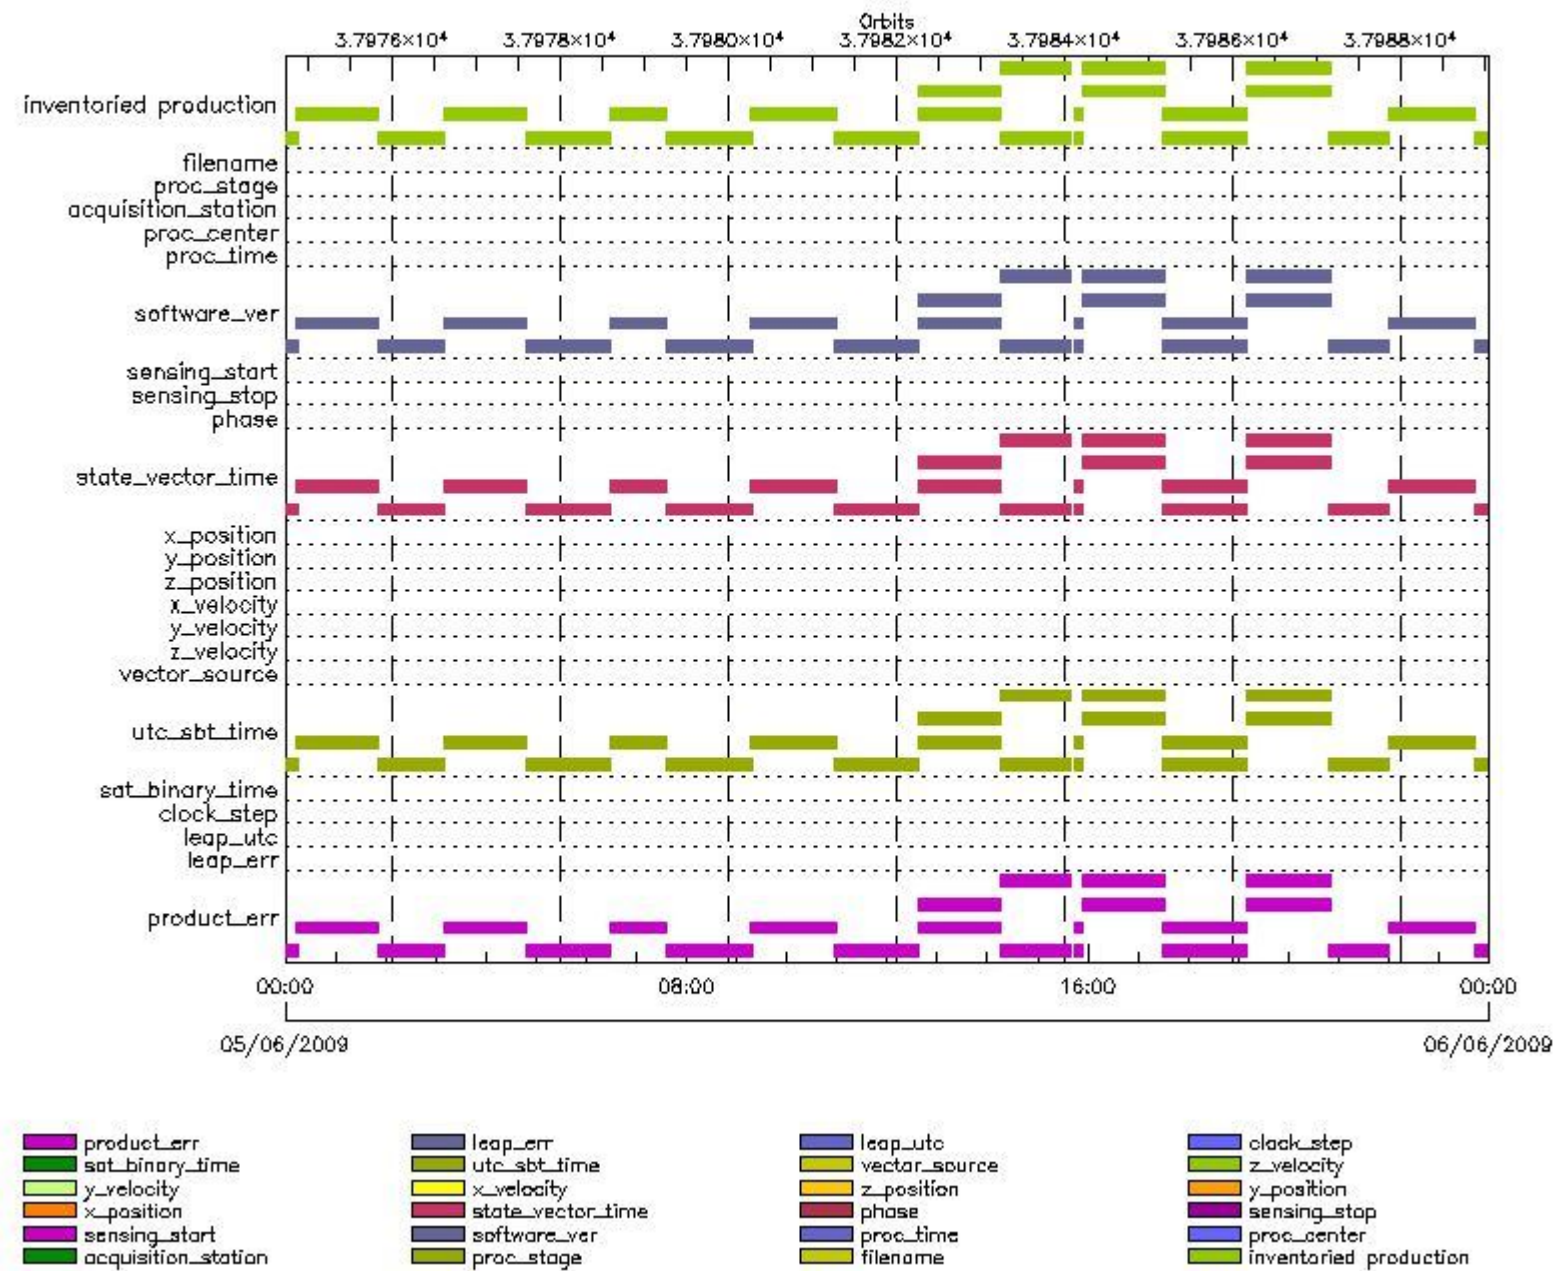 Orbits
3.7976×10⁴ 3.7978×10⁴ 3.7980×10⁴ 3.7982×10⁴ 3.7984×10⁴ 3.7986×10⁴ 3.7988×10⁴
inventoried production
filename
proc_stage
acquisition_station
proc_center
proc_time
software_ver
sensing_start
sensing_stop
phase
state_vector_time
x_position
y_position
z_position
x_velocity
y_velocity
z_velocity
vector_source
utc_sbt_time
sat_binary_time
clock_step
leap_utc
leap_err
product_err
00:00 08:00 16:00 00:00
05/06/2009 06/06/2009
product_err leap_err leap_utc clock_step
sat_binary_time utc_sbt_time vector_source z_velocity
y_velocity x_velocity z_position y_position
x_position state_vector_time phase sensing_stop
sensing_start software_ver proc_time proc_center
acquisition_station proc_stage filename inventoried production